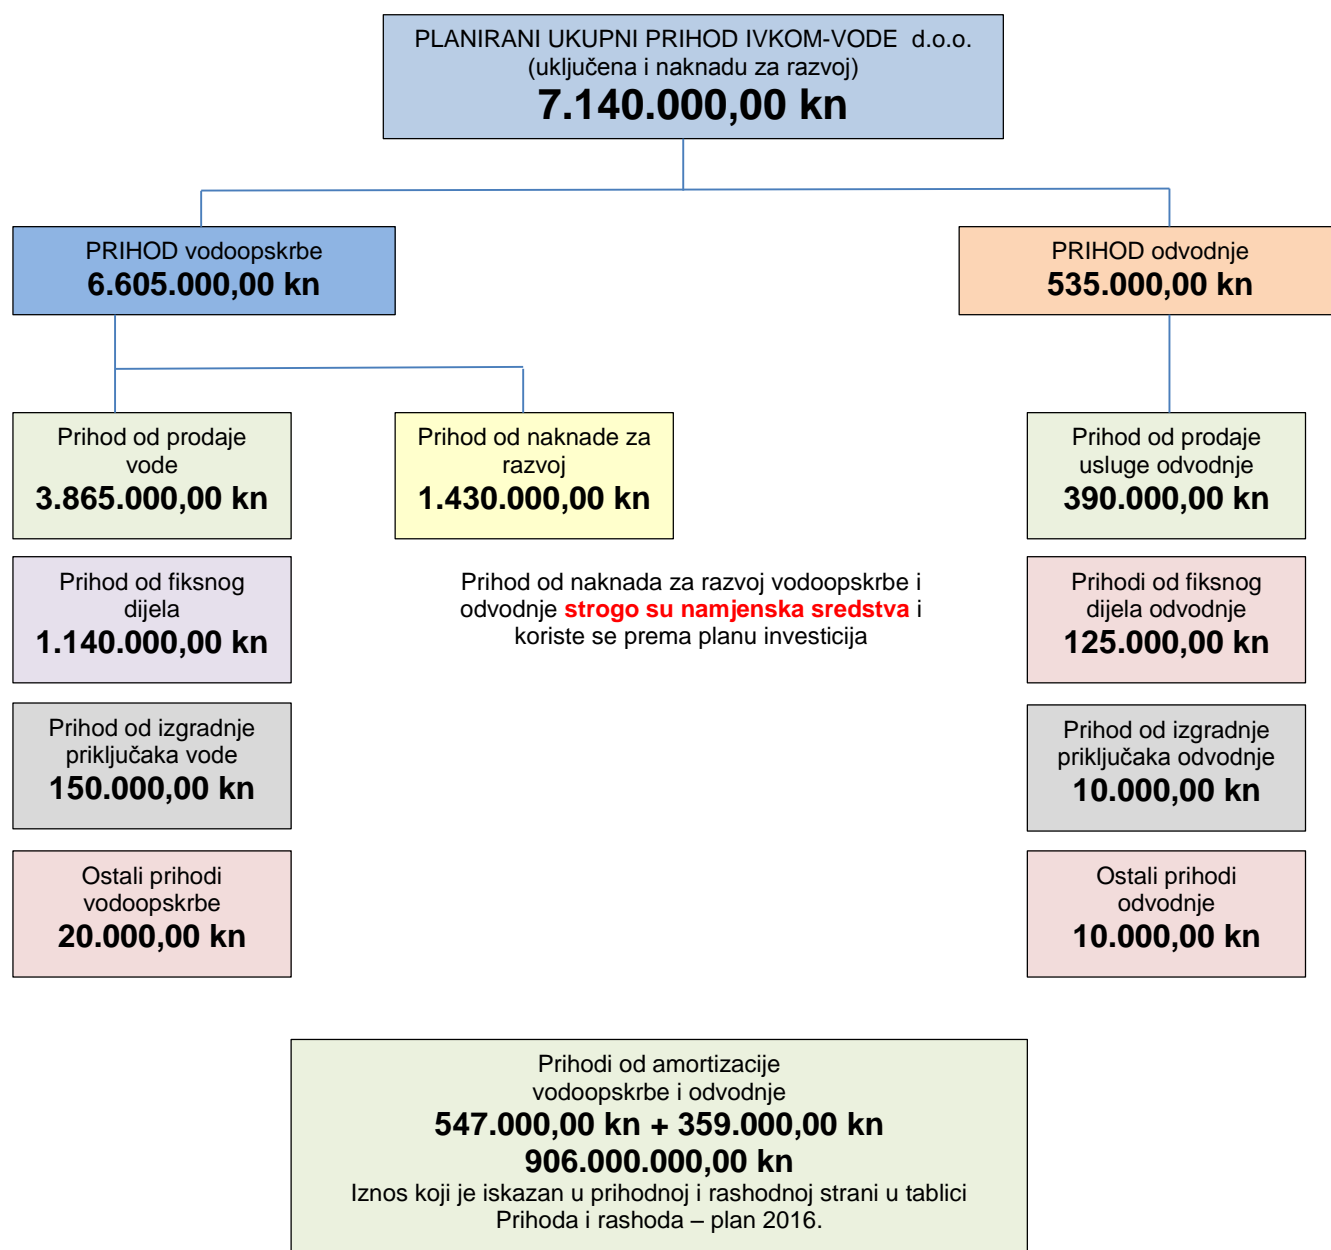 PLANIRANI UKUPNI PRIHOD IVKOM-VODE  d.o.o.
(uključena i naknadu za razvoj)
7.140.000,00 kn
PRIHOD vodoopskrbe
6.605.000,00 kn
PRIHOD odvodnje
535.000,00 kn
Prihod od prodaje
vode
3.865.000,00 kn
Prihod od naknade za
razvoj
1.430.000,00 kn
Prihod od prodaje
usluge odvodnje
390.000,00 kn
Prihod od fiksnog
dijela
1.140.000,00 kn
Prihod od naknada za razvoj vodoopskrbe i
odvodnje strogo su namjenska sredstva i
koriste se prema planu investicija
Prihodi od fiksnog
dijela odvodnje
125.000,00 kn
Prihod od izgradnje
priključaka vode
150.000,00 kn
Prihod od izgradnje
priključaka odvodnje
10.000,00 kn
Ostali prihodi
vodoopskrbe
20.000,00 kn
Ostali prihodi
odvodnje
10.000,00 kn
Prihodi od amortizacije
vodoopskrbe i odvodnje
547.000,00 kn + 359.000,00 kn
906.000.000,00 kn
Iznos koji je iskazan u prihodnoj i rashodnoj strani u tablici
Prihoda i rashoda – plan 2016.